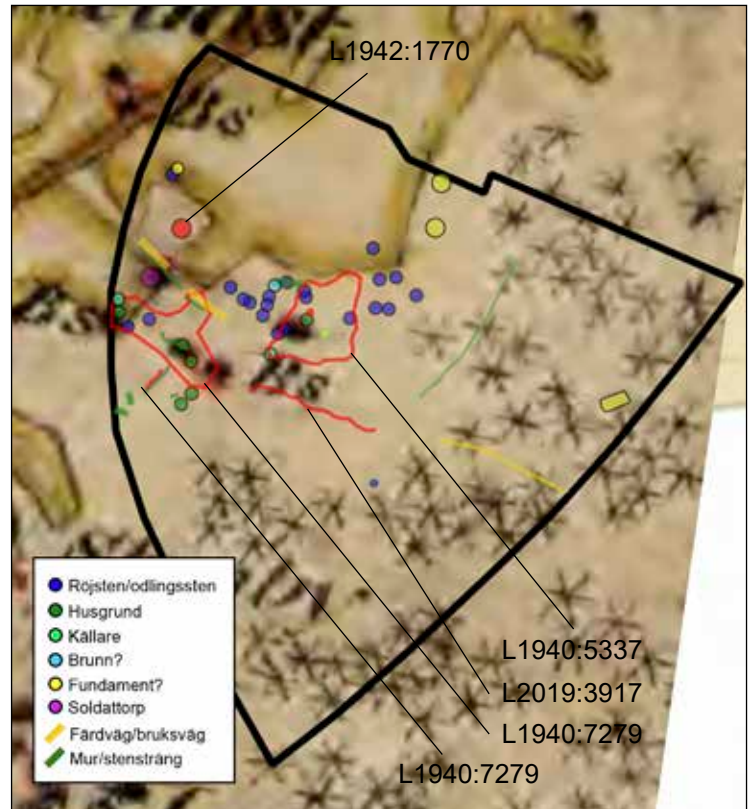 L1942:1770
Röjsten/odlingssten
Husgrund
Källare
Brunn?
Fundament?
Soldattorp
Färdväg/bruksväg
Mur/stensträng
L1940:5337
L2019:3917
L1940:7279
L1940:7279